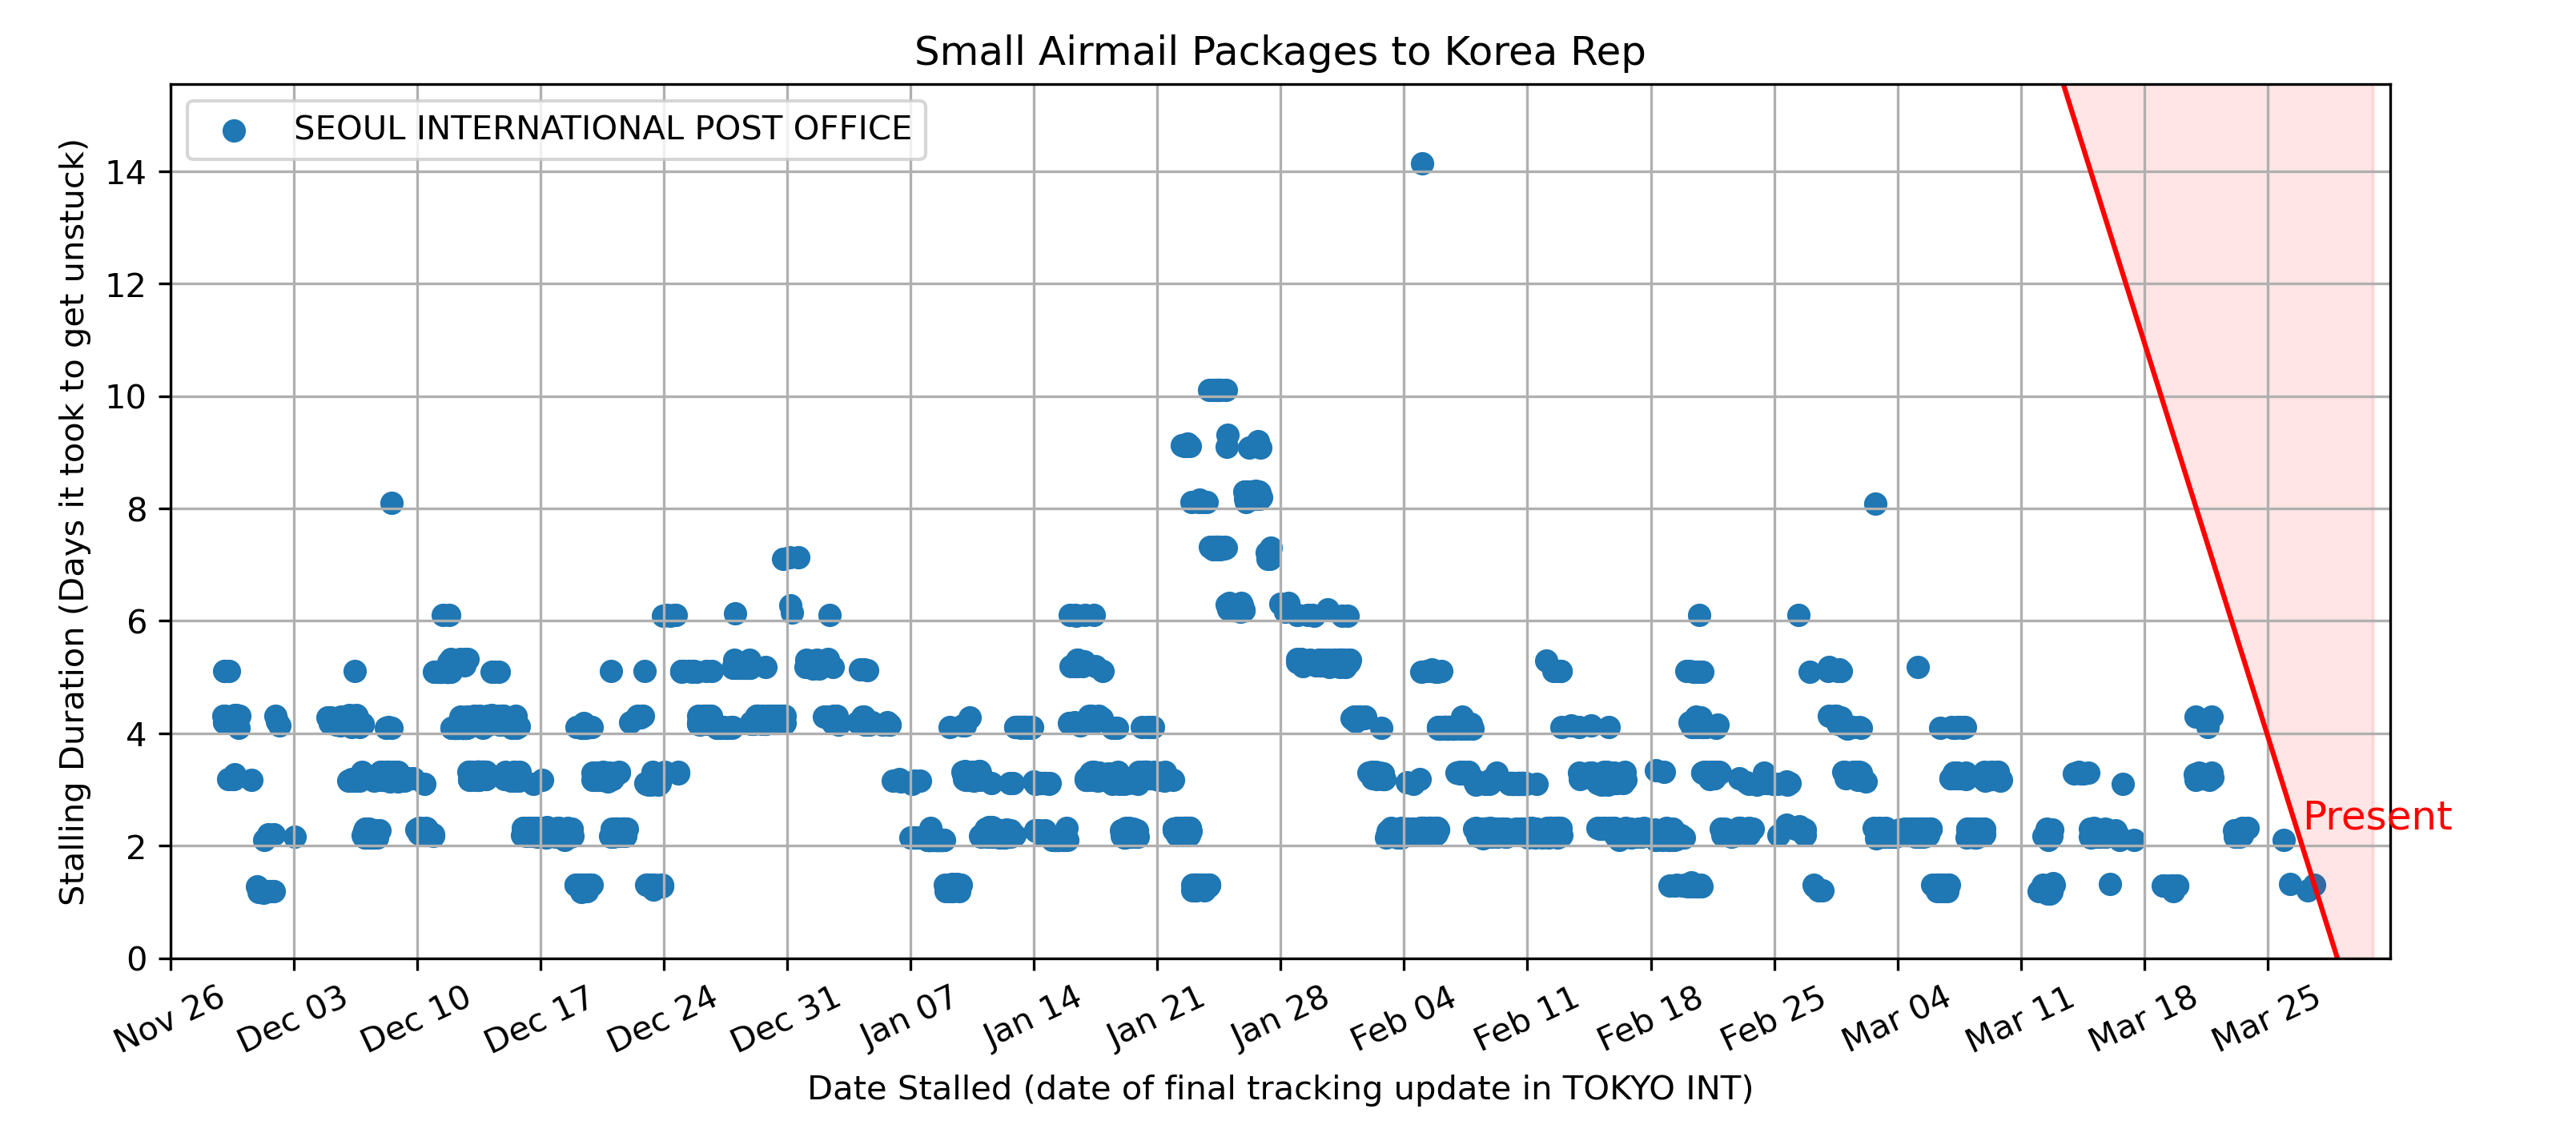 Small Airmail Packages to Korea Rep
SEOUL INTERNATIONAL POST OFFICE
Stalling Duration (Days it took to get unstuck)
14
12
10
8
6
4
2
0
Present
Nov 26
Dec 03
Dec 10
Dec 17
Dec 24
Dec 31
Jan 07
Jan 14
Jan 21
Jan 28
Feb 04
Feb 11
Feb 18
Feb 25
Mar 04
Mar 11
Mar 18
Mar 25
Date Stalled (date of final tracking update in TOKYO INT)